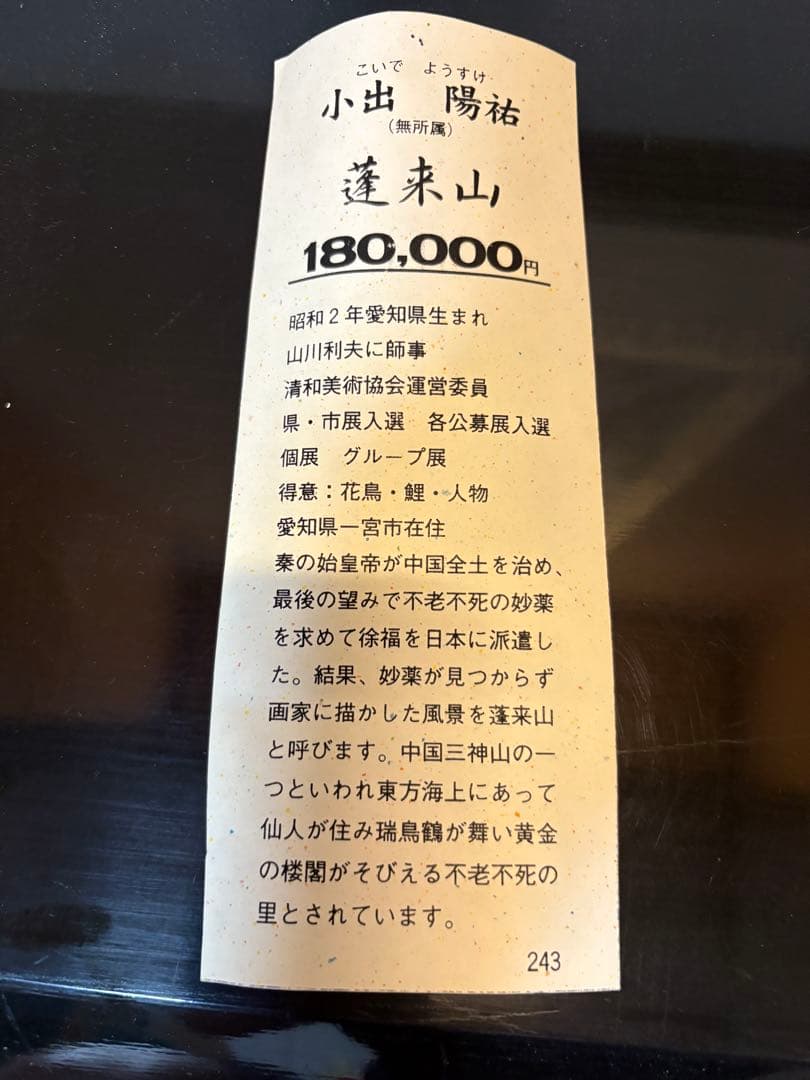 こいで ようすけ
小出 陽祐
（無所属）
蓬来山
180,000円
昭和２年愛知県生まれ
山川利夫に師事
清和美術協会運営委員
県・市展入選 各公募展入選
個展 グループ展
得意：花鳥・鯉・人物
愛知県一宮市在住
秦の始皇帝が中国全土を治め、
最後の望みで不老不死の妙薬
を求めて徐福を日本に派遣し
た。結果、妙薬が見つからず
画家に描かした風景を蓬来山
と呼びます。中国三神山の一
つといわれ東方海上にあって
仙人が住み瑞鳥鶴が舞い黄金
の楼閣がそびえる不老不死の
里とされています。
243